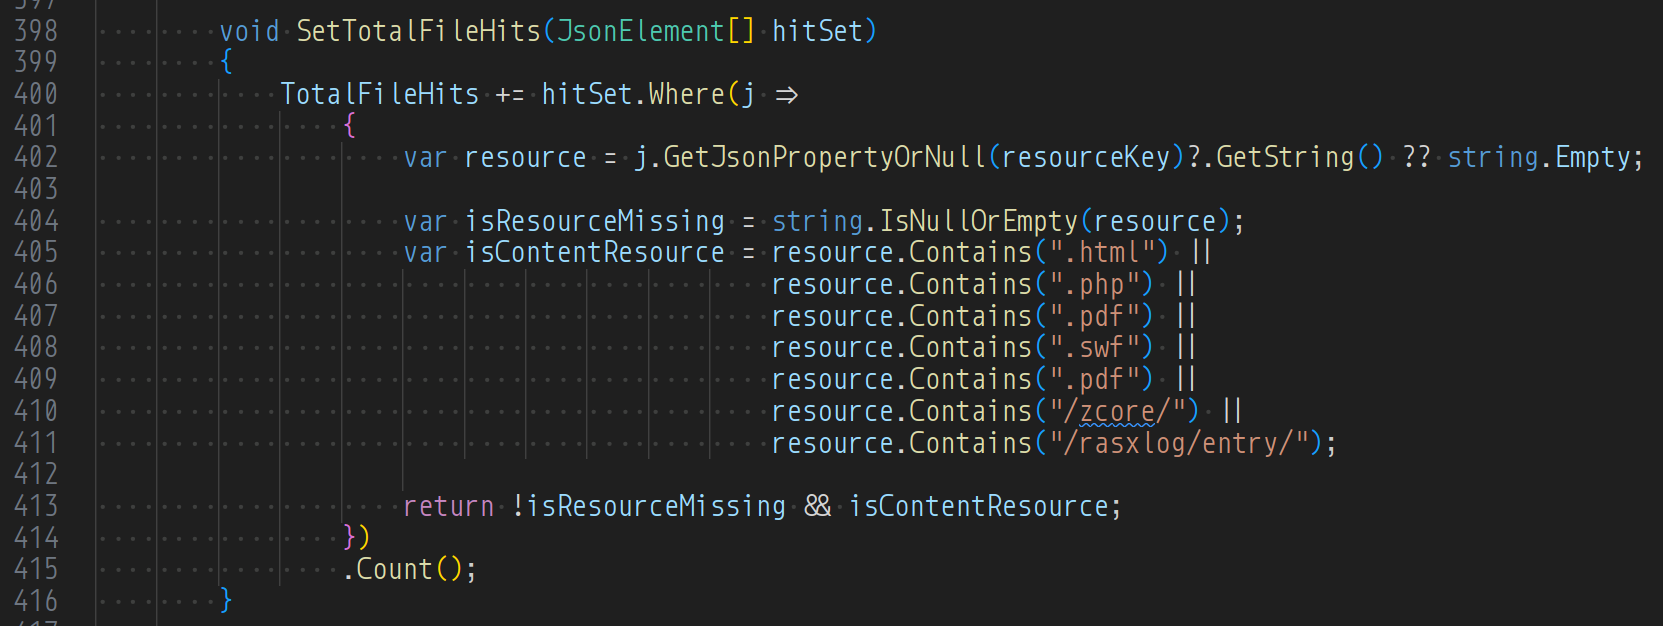 398 void SetTotalFileHits(JsonElement[] hitSet)
399 {
400 TotalFileHits += hitSet.Where(j =>
401 {
402 var resource = j.GetJsonPropertyOrNull(resourceKey)?.GetString() ?? string.Empty;
403
404 var isResourceMissing = string.IsNullOrEmpty(resource);
405 var isContentResource = resource.Contains(".html") ||
406 resource.Contains(".php") ||
407 resource.Contains(".pdf") ||
408 resource.Contains(".swf") ||
409 resource.Contains(".pdf") ||
410 resource.Contains("/zcore/") ||
411 resource.Contains("/rasxlog/entry/");
412
413 return !isResourceMissing && isContentResource;
414 })
415 .Count();
416 }